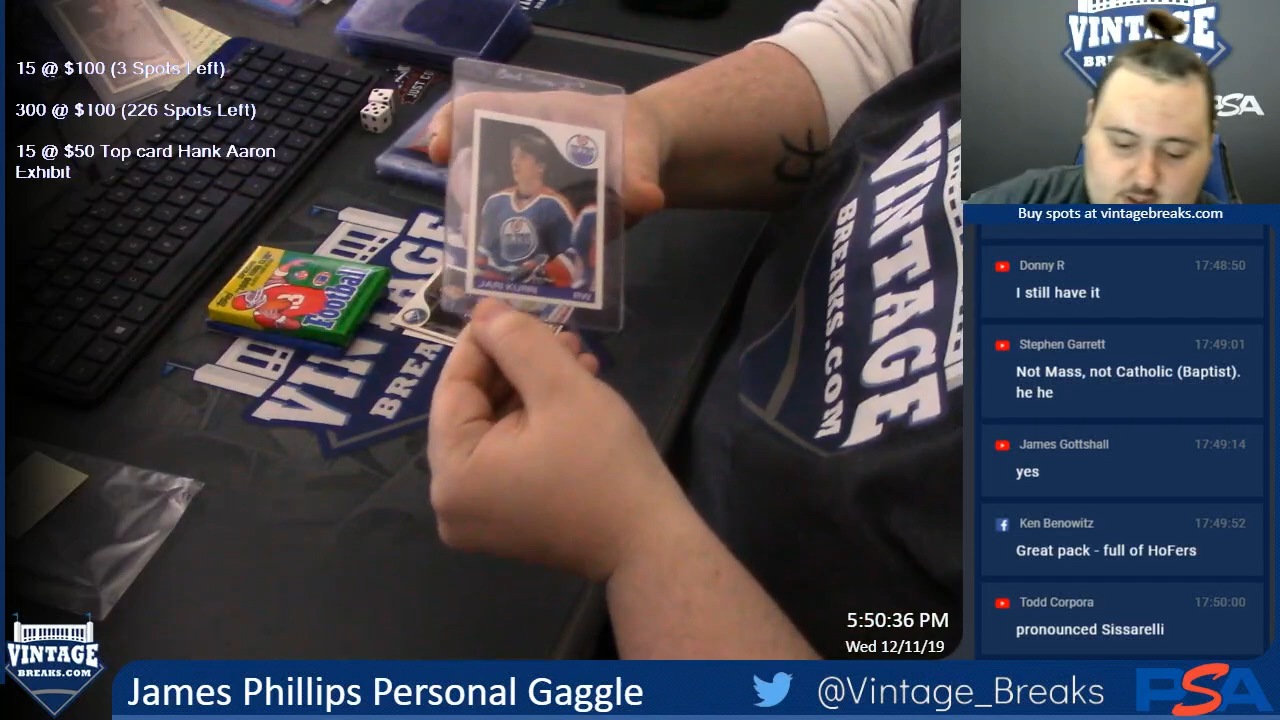 15 @ $100 (3 Spots Left)
300 @ $100 (226 Spots Left)
15 @ $50 Top card Hank Aaron
Exhibit
JUST
JARI KURRI RW
Football
VINTAGE
BREAKS.COM
VINTAGE
PSA
Buy spots at vintagebreaks.com
Donny R 17:48:50
I still have it
Stephen Garrett 17:49:01
Not Mass, not Catholic (Baptist).
he he
James Gottshall 17:49:14
yes
Ken Benowitz 17:49:52
Great pack - full of HoFers
Todd Corpora 17:50:00
pronounced Sissarelli
5:50:36 PM
Wed 12/11/19
VINTAGE
BREAKS.COM
James Phillips Personal Gaggle
@Vintage_Breaks
PSA